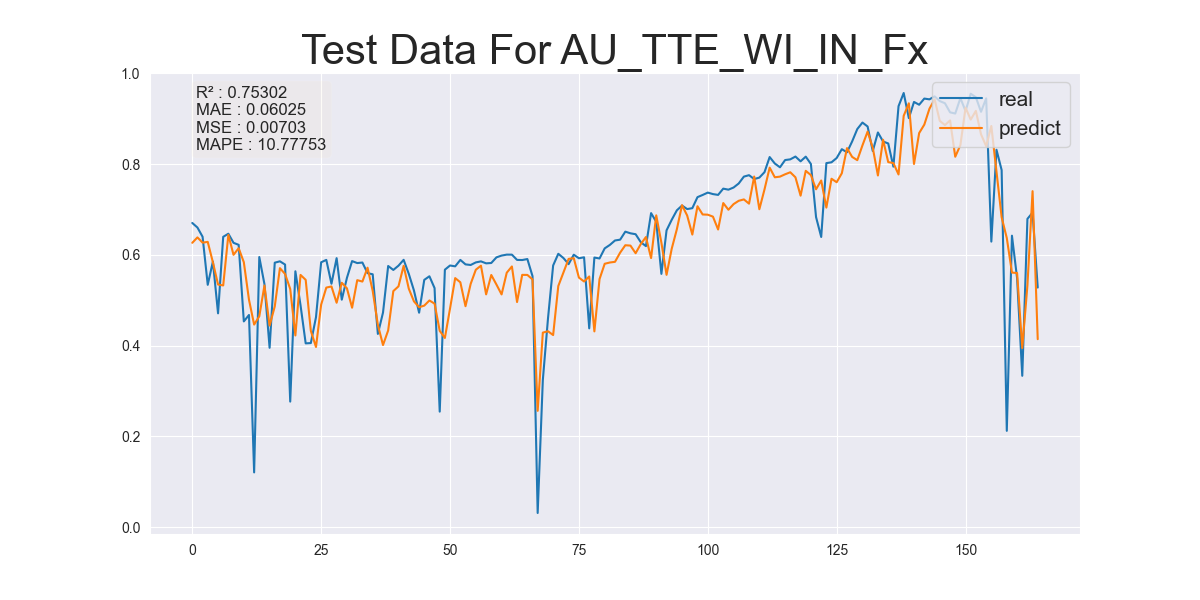 Test Data For AU_TTE_WI_IN_Fx
R² : 0.75302
MAE : 0.06025
MSE : 0.00703
MAPE : 10.77753
real
predict
1.0
0.8
0.6
0.4
0.2
0.0
0 25 50 75 100 125 150